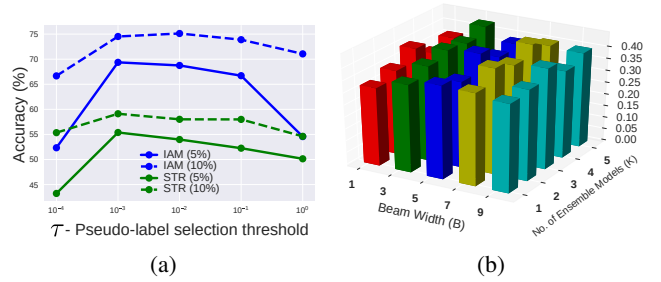 75
70
65
60
55
50
45
Accuracy (%)
IAM (5%)
IAM (10%)
STR (5%)
STR (10%)
10⁻⁴ 10⁻³ 10⁻² 10⁻¹ 10⁰
τ - Pseudo-label selection threshold
(a)
0.40
0.35
0.30
0.25
0.20
0.15
0.10
0.05
0.00
1 3 5 7 9
Beam Width (B)
1 2 3 4 5
No. of Ensemble Models (K)
(b)